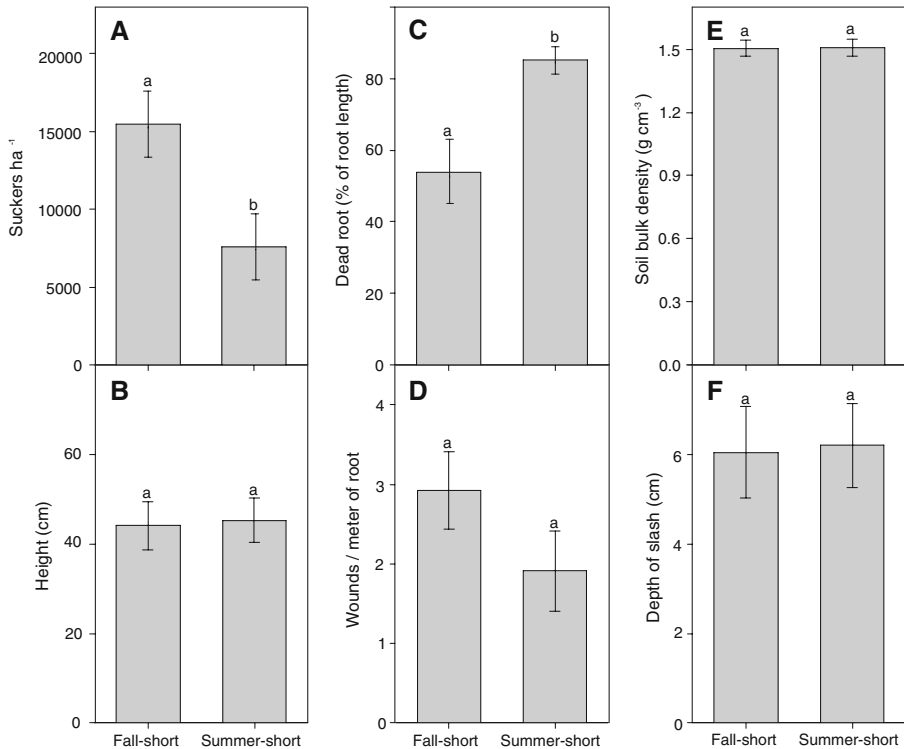 A
20000
15000
10000
5000
0
Suckers ha⁻¹
a
b
B
60
40
20
0
Height (cm)
a
a
Fall-short Summer-short
C
80
60
40
20
0
Dead root (% of root length)
a
b
D
4
3
2
1
0
Wounds / meter of root
a
a
Fall-short Summer-short
E
1.5
1.2
0.9
0.6
0.3
0.0
Soil bulk density (g cm⁻³)
a
a
F
6
4
2
0
Depth of slash (cm)
a
a
Fall-short Summer-short